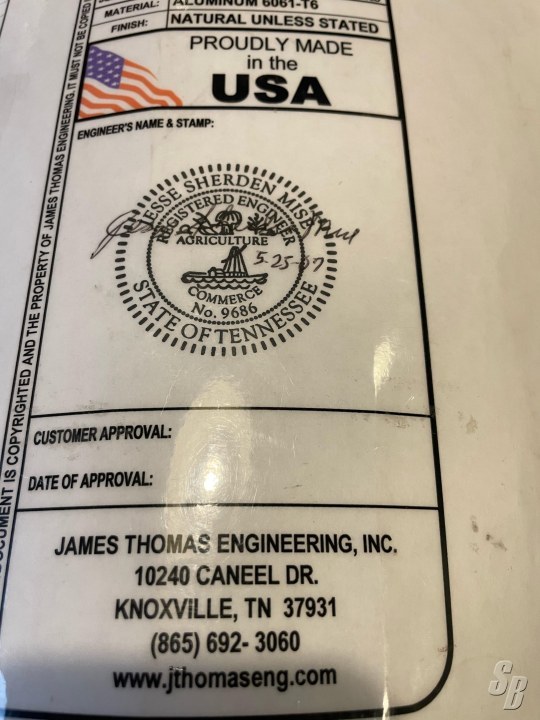 MATERIAL: ALUMINUM 6061-T6
FINISH: NATURAL UNLESS STATED
PROUDLY MADE
in the
USA
ENGINEER'S NAME & STAMP:
JESSE SHERDEN MISE
REGISTERED ENGINEER
AGRICULTURE
5-25-07
COMMERCE
No. 9686
STATE OF TENNESSEE
CUSTOMER APPROVAL:
DATE OF APPROVAL:
JAMES THOMAS ENGINEERING, INC.
10240 CANEEL DR.
KNOXVILLE, TN 37931
(865) 692- 3060
www.jthomaseng.com
DOCUMENT IS COPYRIGHTED AND THE PROPERTY OF JAMES THOMAS ENGINEERING. IT MUST NOT BE COPIED
SB